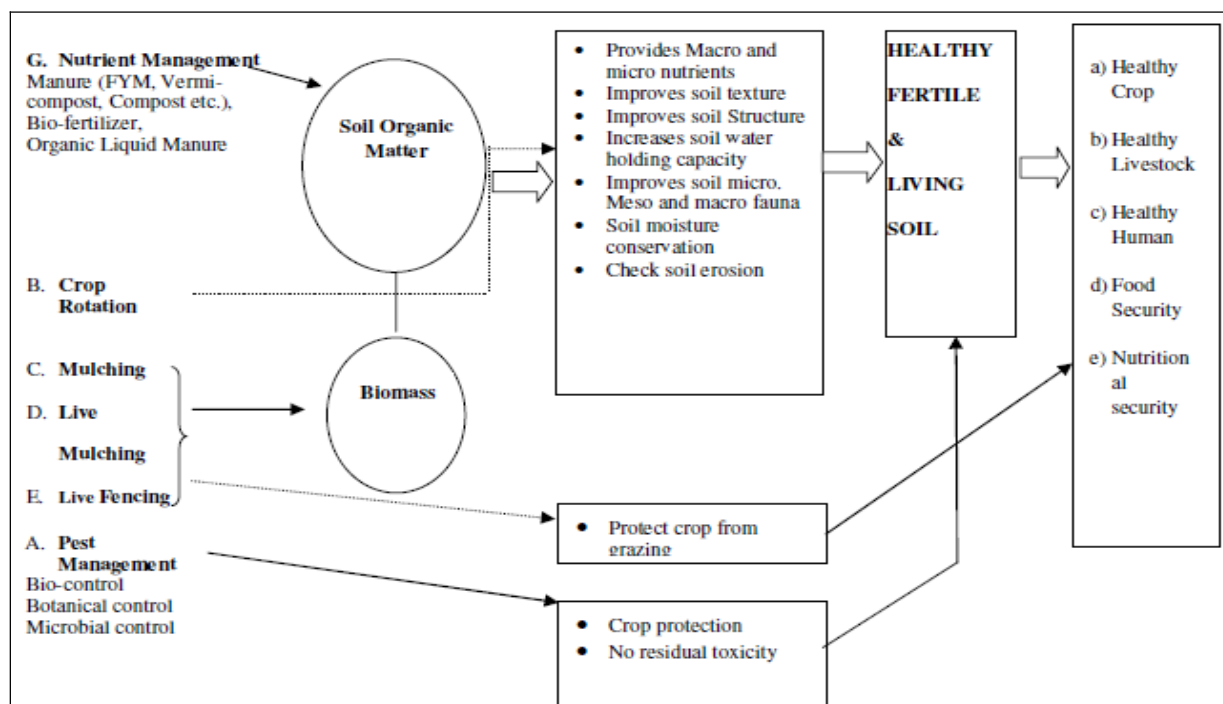 G. Nutrient Management
Manure (FYM, Vermi-
compost, Compost etc.),
Bio-fertilizer,
Organic Liquid Manure
B. Crop
Rotation
C. Mulching
D. Live
Mulching
E. Live Fencing
A. Pest
Management
Bio-control
Botanical control
Microbial control
Soil Organic
Matter
Biomass
• Provides Macro and
micro nutrients
• Improves soil texture
• Improves soil Structure
• Increases soil water
holding capacity
• Improves soil micro.
Meso and macro fauna
• Soil moisture
conservation
• Check soil erosion
• Protect crop from
grazing
• Crop protection
• No residual toxicity
HEALTHY
FERTILE
&
LIVING
SOIL
a) Healthy
Crop
b) Healthy
Livestock
c) Healthy
Human
d) Food
Security
e) Nutrition
al
security